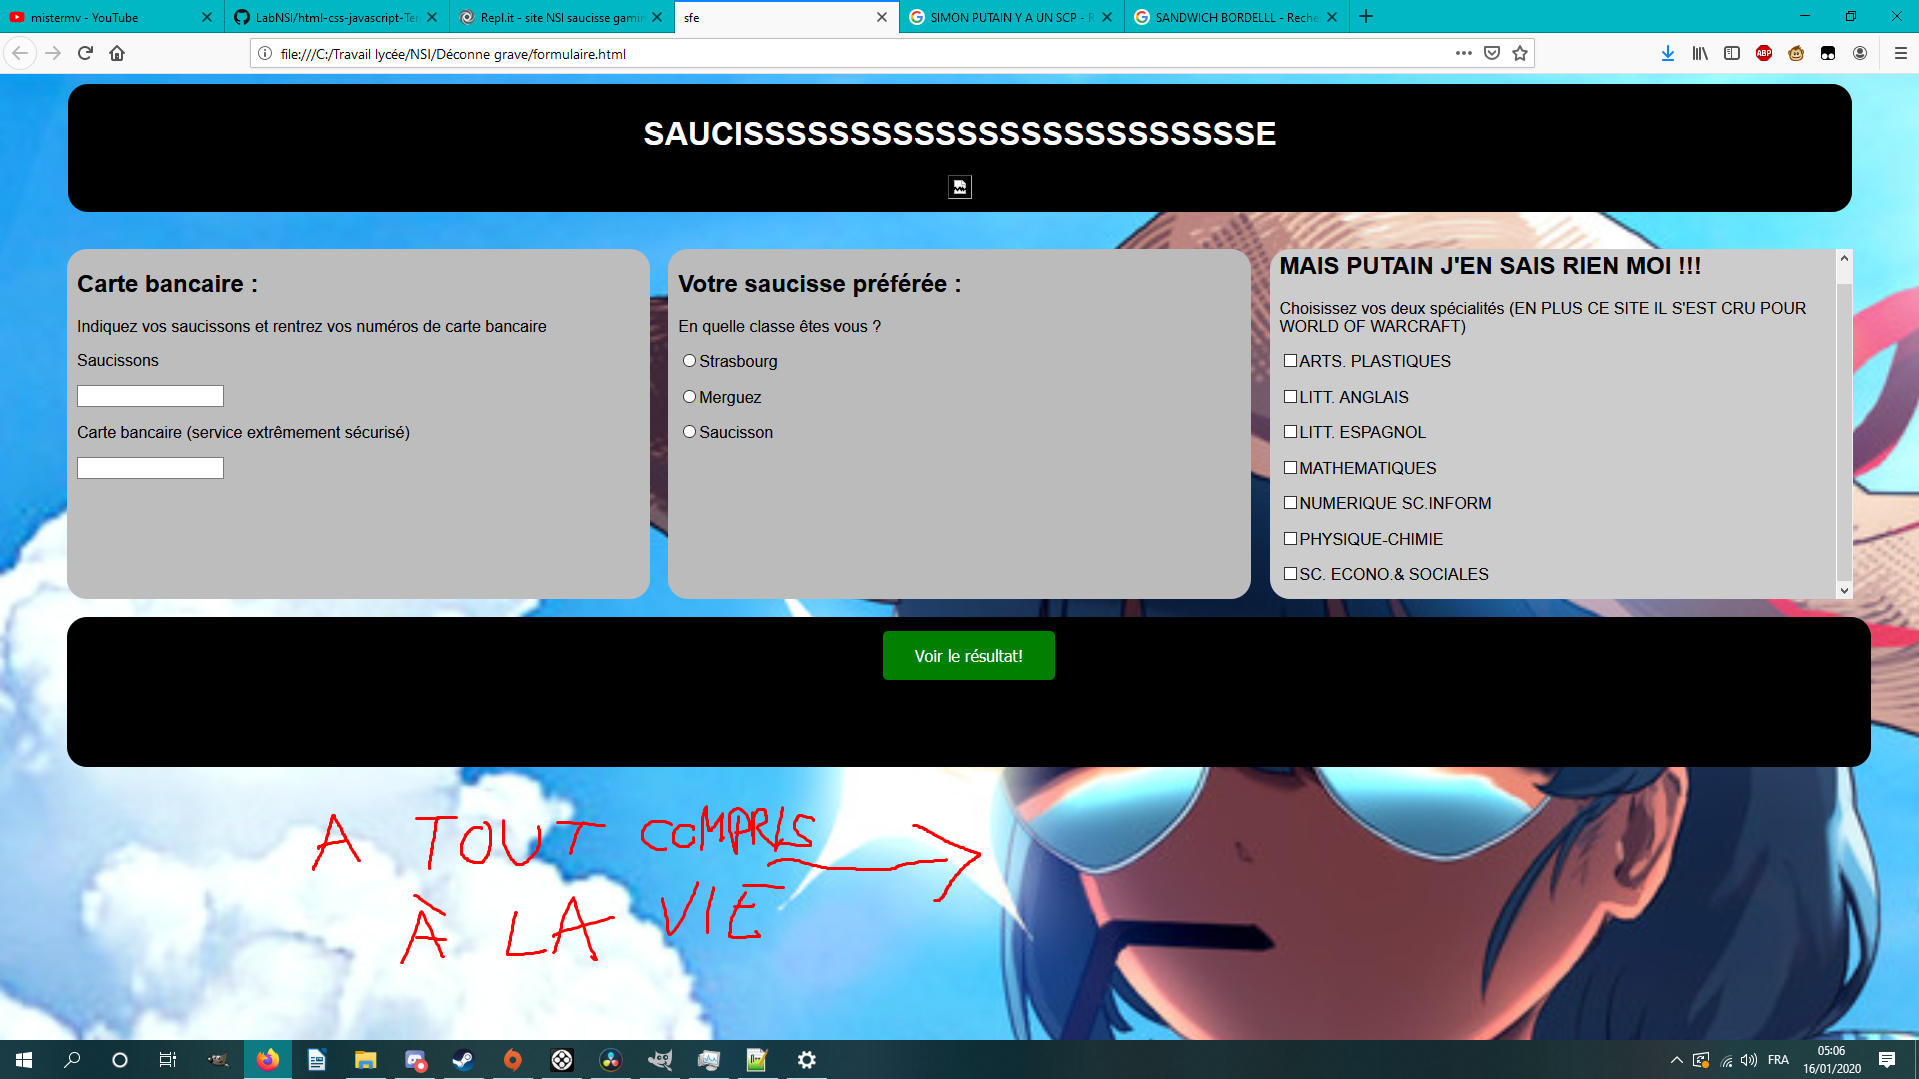 mistermv - YouTube
LabNSI/html-css-javascript-Ter
Repl.it - site NSI saucisse gamin
sfe
SIMON PUTAIN Y A UN SCP - R
SANDWICH BORDELLL - Reche
file:///C:/Travail lycée/NSI/Déconne grave/formulaire.html
ABP
SAUCISSSSSSSSSSSSSSSSSSSSSSSSSE
Carte bancaire :
Indiquez vos saucissons et rentrez vos numéros de carte bancaire
Saucissons
Carte bancaire (service extrêmement sécurisé)
Votre saucisse préférée :
En quelle classe êtes vous ?
Strasbourg
Merguez
Saucisson
MAIS PUTAIN J'EN SAIS RIEN MOI !!!
Choisissez vos deux spécialités (EN PLUS CE SITE IL S'EST CRU POUR
WORLD OF WARCRAFT)
ARTS. PLASTIQUES
LITT. ANGLAIS
LITT. ESPAGNOL
MATHEMATIQUES
NUMERIQUE SC.INFORM
PHYSIQUE-CHIMIE
SC. ECONO.& SOCIALES
Voir le résultat!
A TOUT COMPRIS
À LA VIE
FRA
05:06
16/01/2020